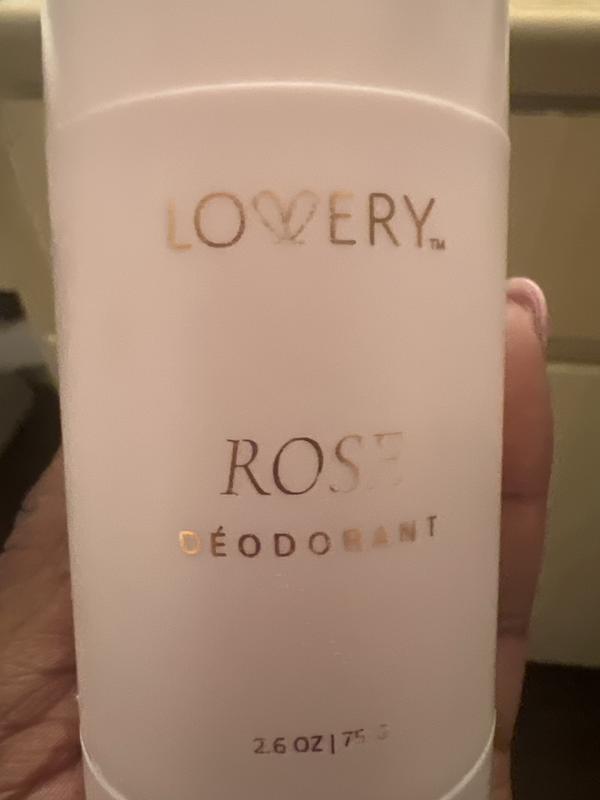 LOVERY™
ROSE
DÉODORANT
2.6 OZ | 75 G